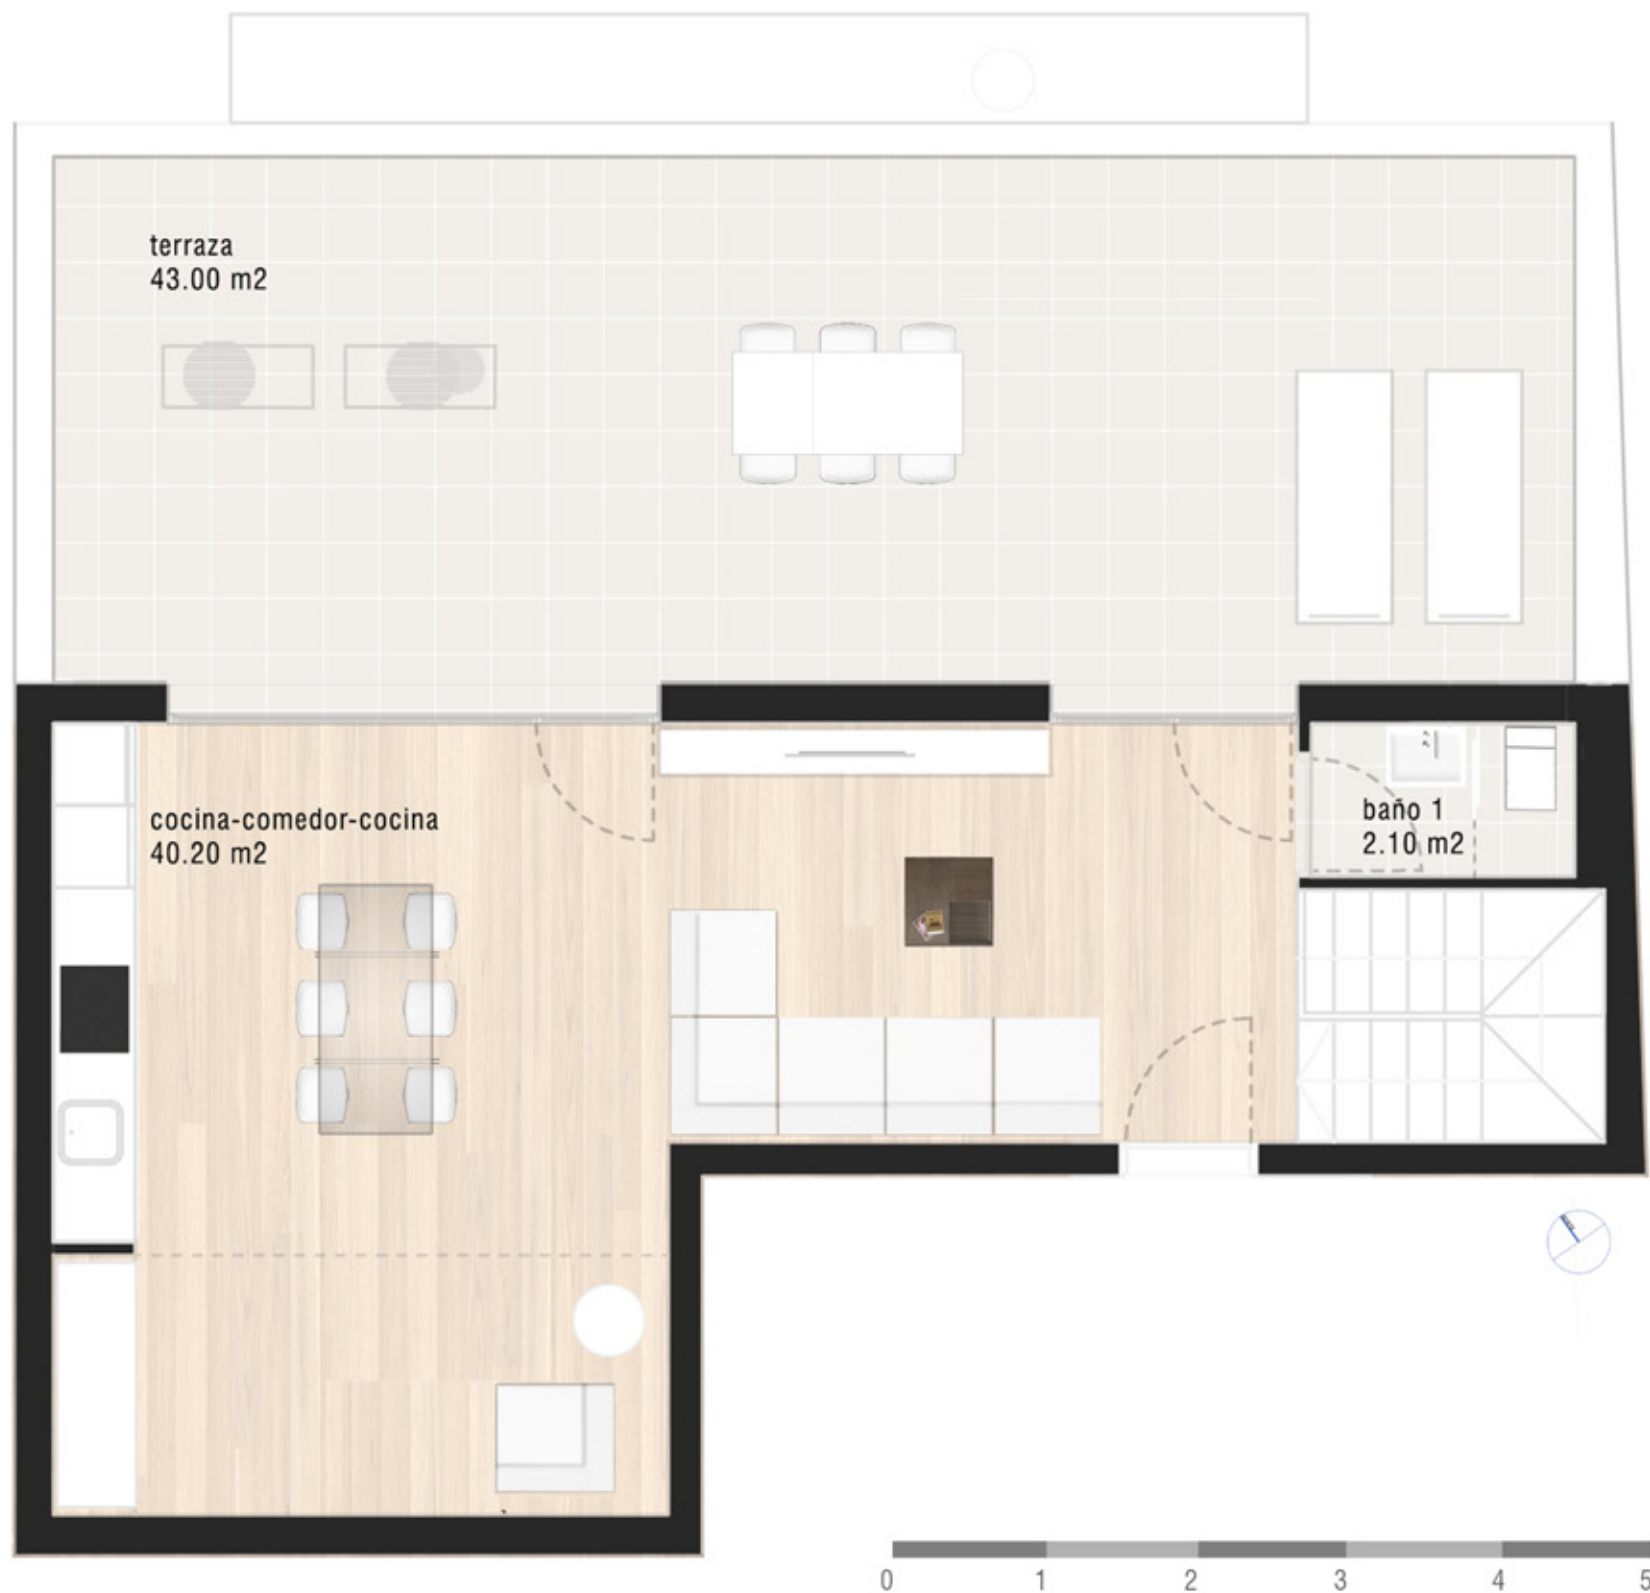 terraza
43.00 m2
cocina-comedor-cocina
40.20 m2
baño 1
2.10 m2
0 1 2 3 4 5